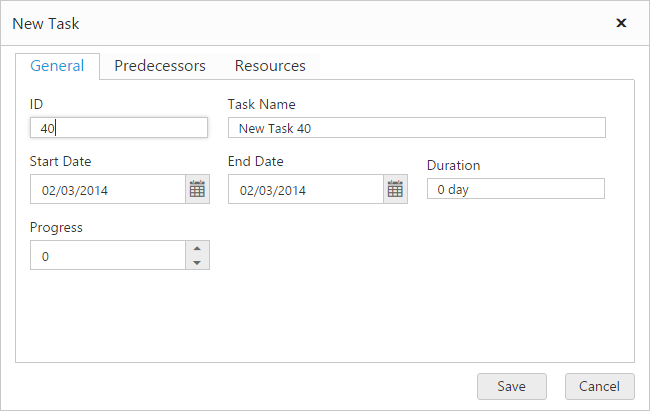 New Task
General Predecessors Resources
ID Task Name
40 New Task 40
Start Date End Date Duration
02/03/2014 02/03/2014 0 day
Progress
0
Save Cancel